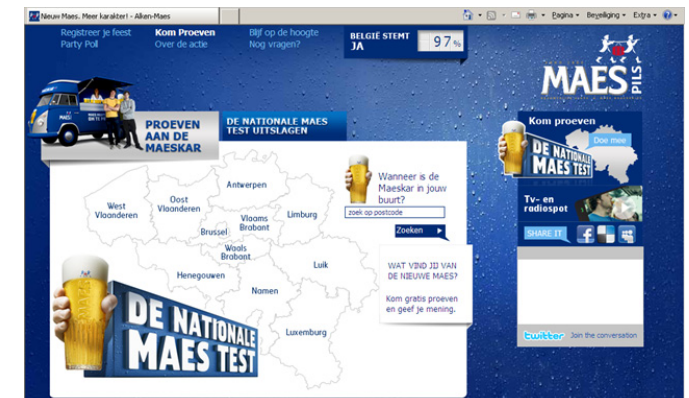 Nieuw Maes. Meer karakter! - Alken-Maes
Pagina
Beveiliging
Extra
Registreer je feest
Party Poll
Kom Proeven
Over de actie
Blijf op de hoogte
Nog vragen?
BELGIË STEMT
JA
97%
MAES
PILS
PROEVEN
AAN DE
MAESKAR
DE NATIONALE MAES
TEST UITSLAGEN
Kom proeven
Doe mee
DE NATIONALE
MAES TEST
Antwerpen
West
Vlaanderen
Oost
Vlaanderen
Vlaams
Brabant
Limburg
Brussel
Waals
Brabant
Luik
Henegouwen
Namen
Luxemburg
Wanneer is de
Maeskar in jouw
buurt?
zoek op postcode
Zoeken
WAT VIND JIJ VAN
DE NIEUWE MAES?
Kom gratis proeven
en geef je mening.
DE NATIONALE
MAES TEST
Tv- en
radiospot
SHARE IT
twitter Join the conversation